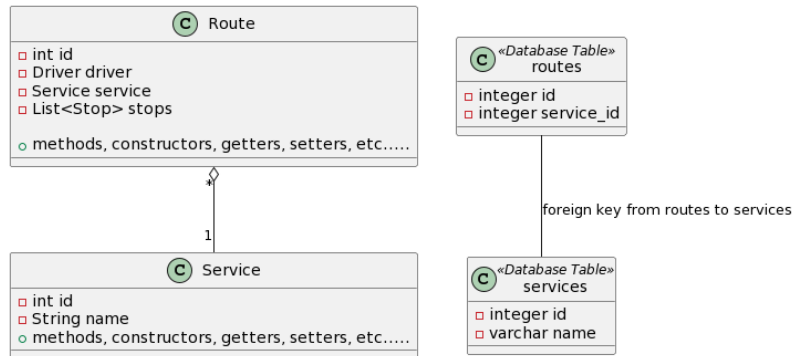 C Route
int id
Driver driver
Service service
List<Stop> stops
methods, constructors, getters, setters, etc.....
*
1
C Service
int id
String name
methods, constructors, getters, setters, etc.....
«Database Table»
C routes
integer id
integer service_id
foreign key from routes to services
«Database Table»
C services
integer id
varchar name